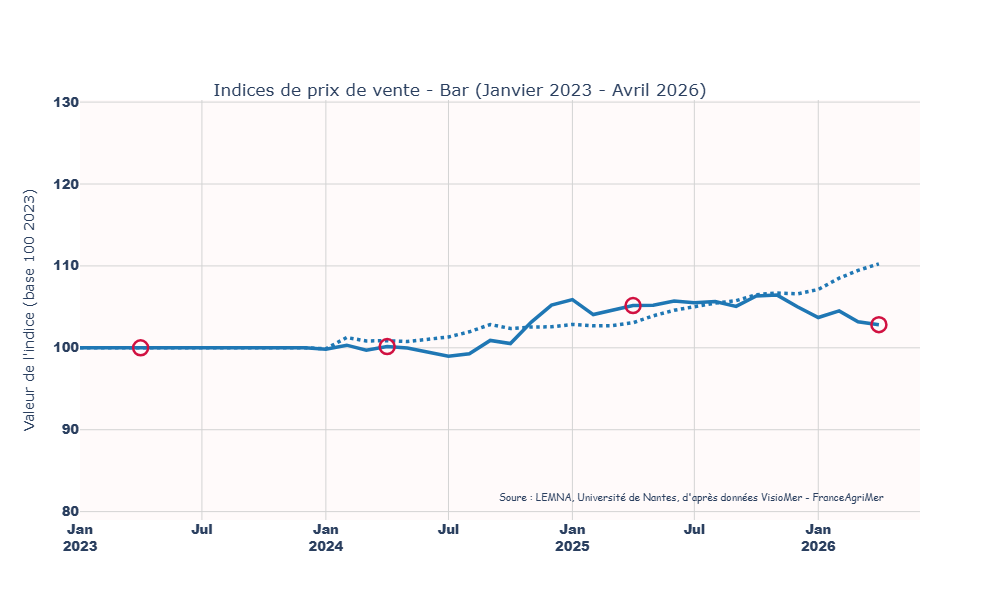 Indices de prix de vente - Bar (Janvier 2023 - Avril 2026)
130
120
110
100
90
80
Valeur de l'Indice (base 100 2023)
Soure : LEMNA, Université de Nantes, d'après données VisioMer - FranceAgriMer
Jan Jul Jan Jul Jan Jul Jan
2023 2024 2025 2026